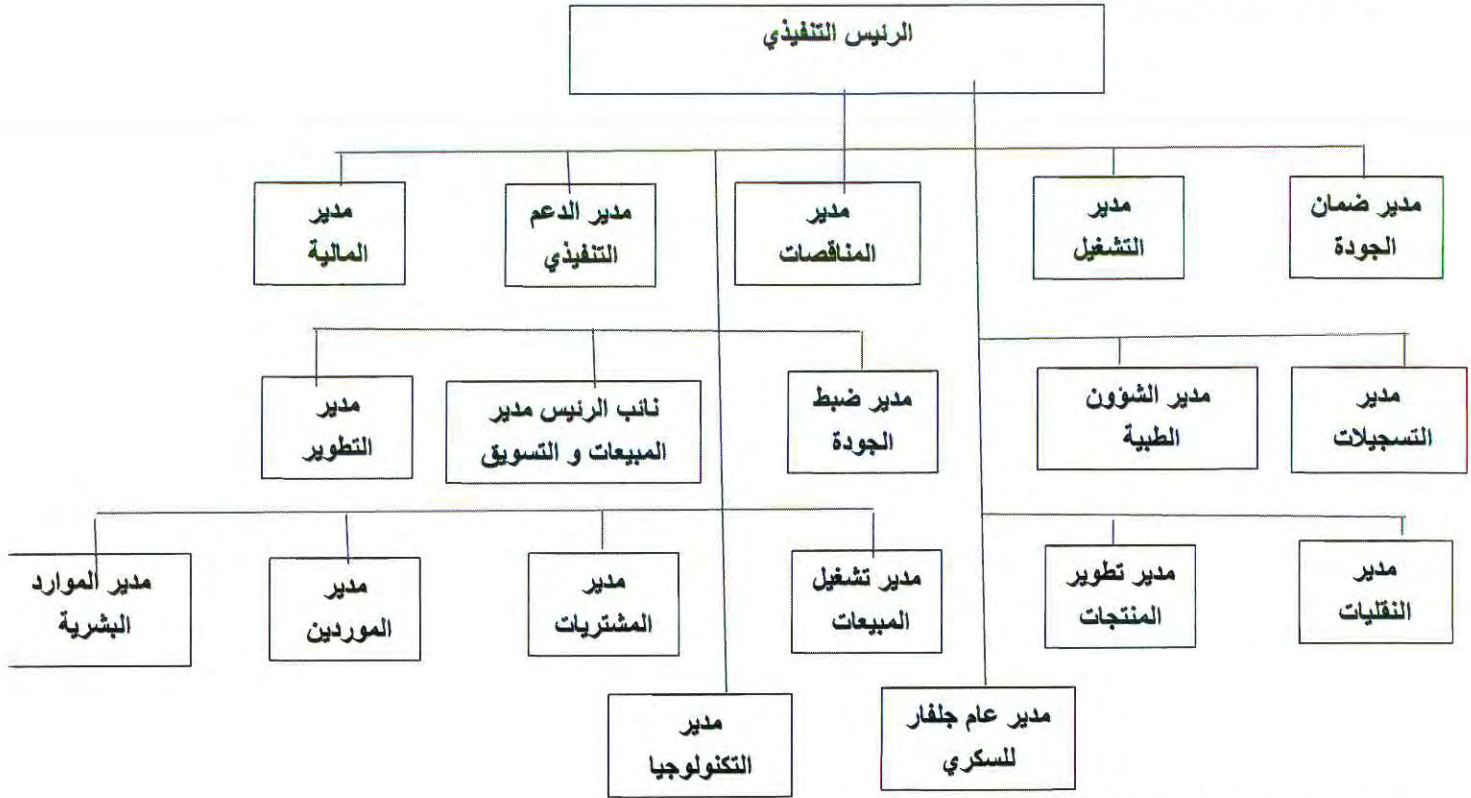 الرئيس التنفيذي
مدير ضمان
الجودة
مدير
التشغيل
مدير
المناقصات
مدير الدعم
التنفيذي
مدير
المالية
مدير
التسجيلات
مدير الشؤون
الطبية
مدير ضبط
الجودة
نائب الرئيس مدير
المبيعات و التسويق
مدير
التطوير
مدير
النقليات
مدير تطوير
المنتجات
مدير تشغيل
المبيعات
مدير
المشتريات
مدير
الموردين
مدير الموارد
البشرية
مدير عام جلفار
للسكري
مدير
التكنولوجيا